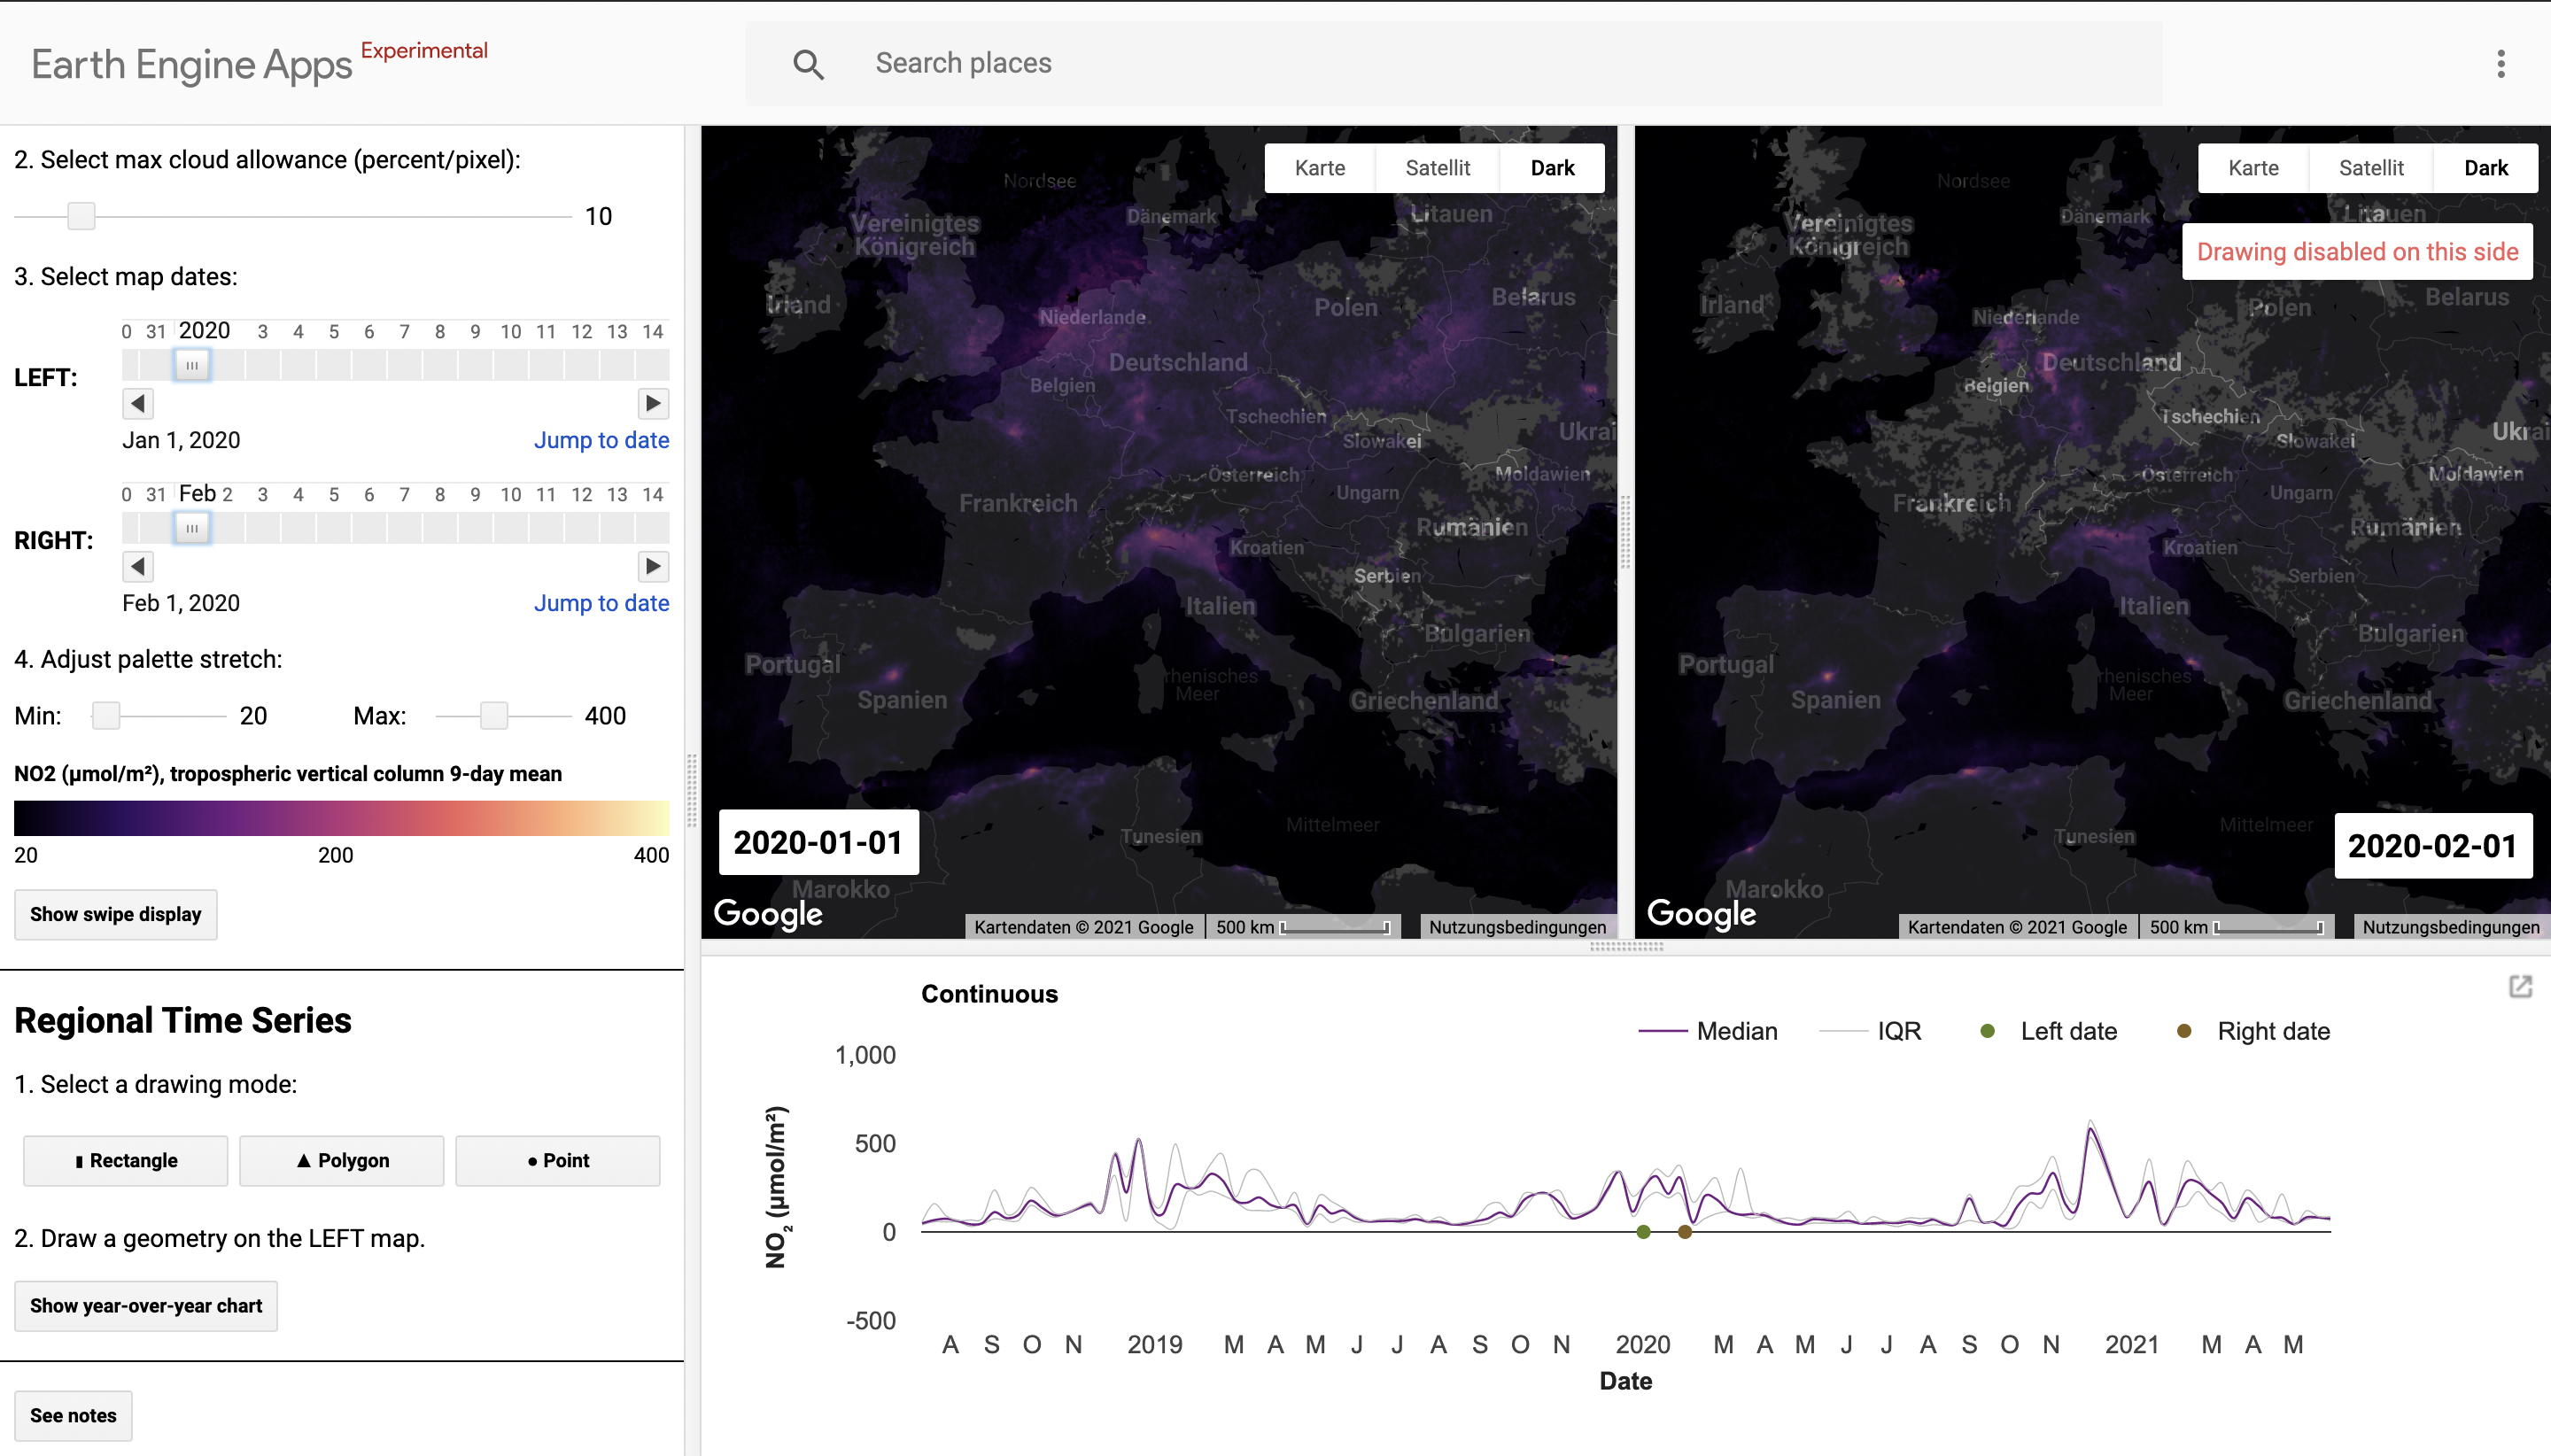 Earth Engine Apps Experimental
Search places
2. Select max cloud allowance (percent/pixel):
10
3. Select map dates:
0 31 2020 3 4 5 6 7 8 9 10 11 12 13 14
LEFT:
Jan 1, 2020 Jump to date
0 31 Feb 2 3 4 5 6 7 8 9 10 11 12 13 14
RIGHT:
Feb 1, 2020 Jump to date
4. Adjust palette stretch:
Min: 20 Max: 400
NO2 (µmol/m²), tropospheric vertical column 9-day mean
20 200 400
Show swipe display
Regional Time Series
1. Select a drawing mode:
Rectangle Polygon Point
2. Draw a geometry on the LEFT map.
Show year-over-year chart
See notes
Karte Satellit Dark
Nordsee
Dänemark
Litauen
Vereinigtes
Königreich
Irland
Niederlande
Polen
Belarus
Deutschland
Belgien
Tschechien
Slowakei
Ukrai
Österreich
Moldawien
Frankreich
Ungarn
Rumänien
Kroatien
Serbien
Italien
Bulgarien
Portugal
Spanien
rhenisches
Meer
Griechenland
Mittelmeer
Tunesien
Marokko
2020-01-01
Google
Kartendaten © 2021 Google 500 km Nutzungsbedingungen
Karte Satellit Dark
Drawing disabled on this side
Nordsee
Dänemark
Litauen
Vereinigtes
Königreich
Irland
Niederlande
Polen
Belarus
Deutschland
Belgien
Tschechien
Slowakei
Ukrai
Österreich
Moldawien
Frankreich
Ungarn
Rumänien
Kroatien
Serbien
Italien
Bulgarien
Portugal
Spanien
rhenisches
Meer
Griechenland
Mittelmeer
Tunesien
Marokko
2020-02-01
Google
Kartendaten © 2021 Google 500 km Nutzungsbedingungen
Continuous
Median IQR Left date Right date
1,000
500
0
-500
NO₂ (µmol/m²)
A S O N 2019 M A M J J A S O N 2020 M A M J J A S O N 2021 M A M
Date